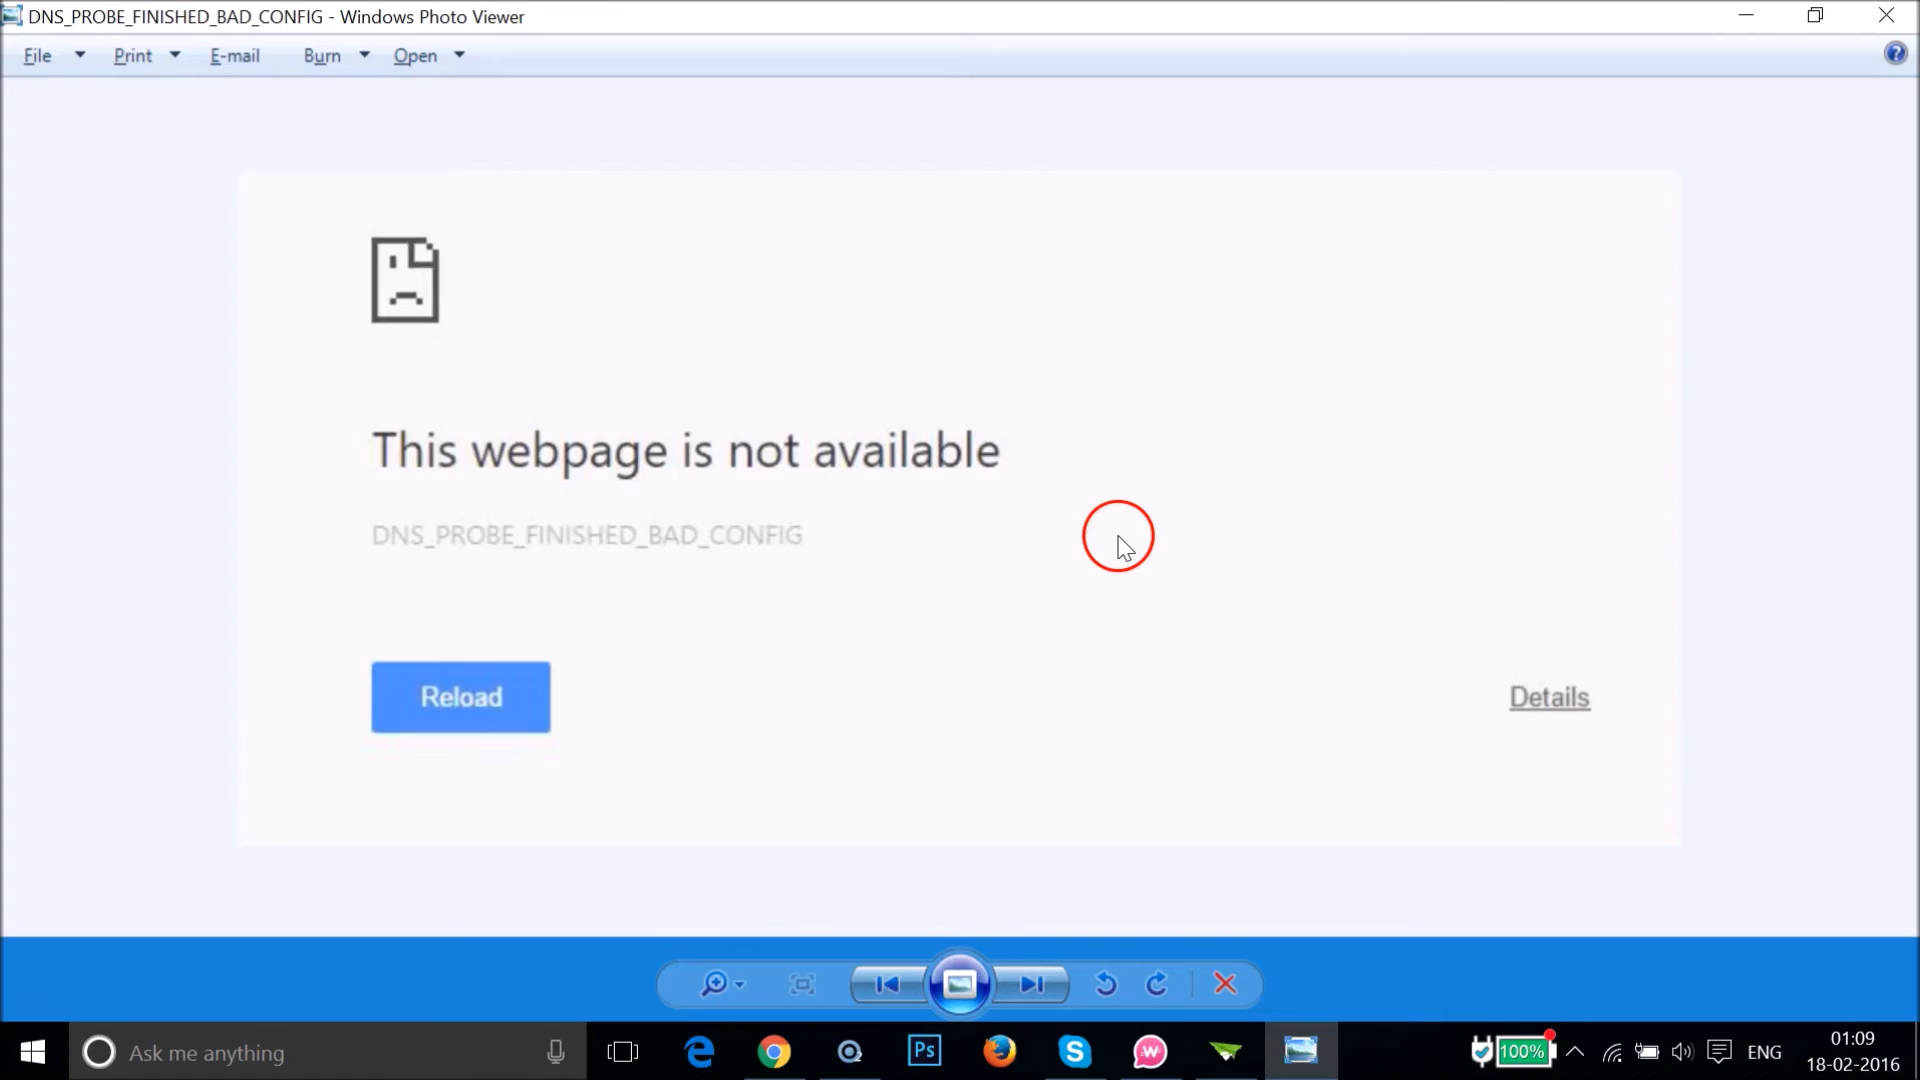 DNS_PROBE_FINISHED_BAD_CONFIG - Windows Photo Viewer
File Print E-mail Burn Open
This webpage is not available
DNS_PROBE_FINISHED_BAD_CONFIG
Reload
Details
Ask me anything
Ps
100%
ENG
01:09
18-02-2016